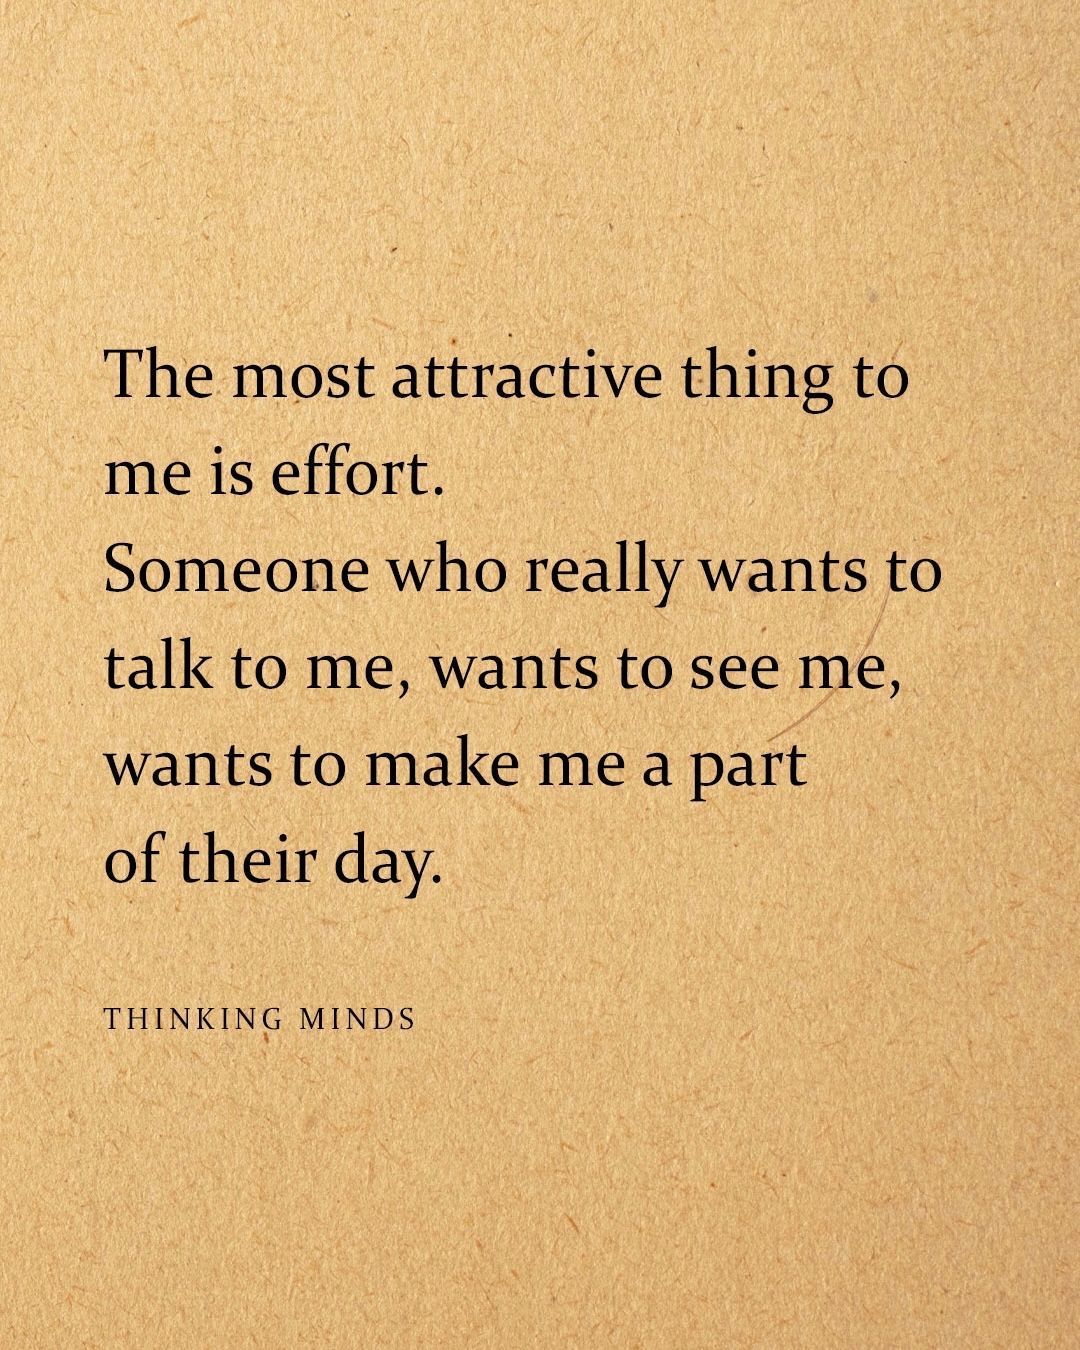 The most attractive thing to
me is effort.
Someone who really wants to
talk to me, wants to see me,
wants to make me a part
of their day.
THINKING MINDS